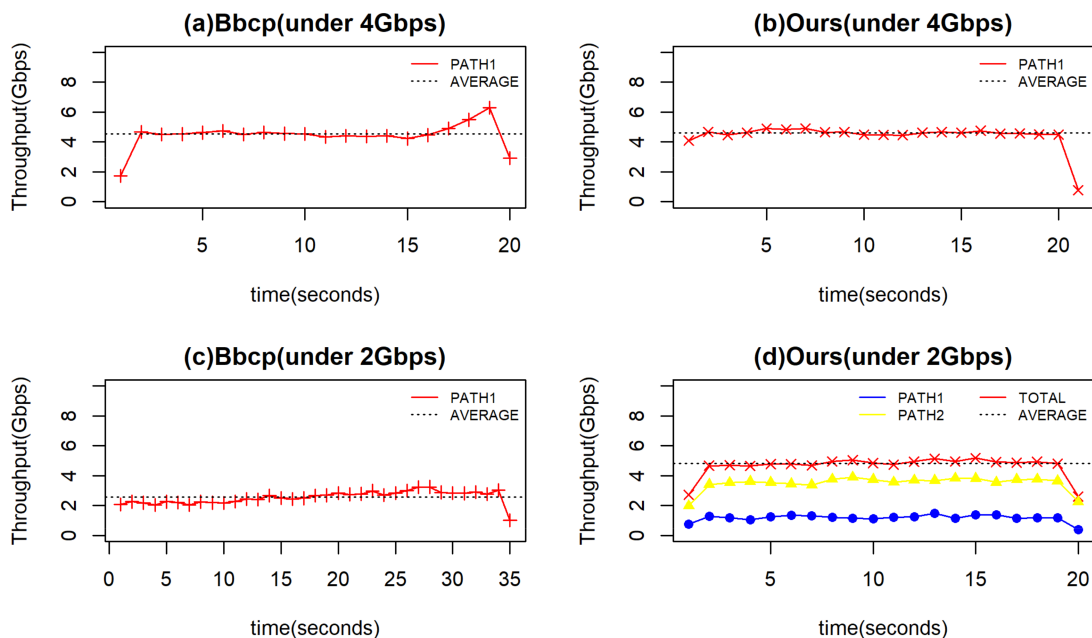 (a)Bbcp(under 4Gbps)
Throughput(Gbps)
0 2 4 6 8
PATH1
AVERAGE
5 10 15 20
time(seconds)
(b)Ours(under 4Gbps)
Throughput(Gbps)
0 2 4 6 8
PATH1
AVERAGE
5 10 15 20
time(seconds)
(c)Bbcp(under 2Gbps)
Throughput(Gbps)
0 2 4 6 8
PATH1
AVERAGE
0 5 10 15 20 25 30 35
time(seconds)
(d)Ours(under 2Gbps)
Throughput(Gbps)
0 2 4 6 8
PATH1 TOTAL
PATH2 AVERAGE
5 10 15 20
time(seconds)